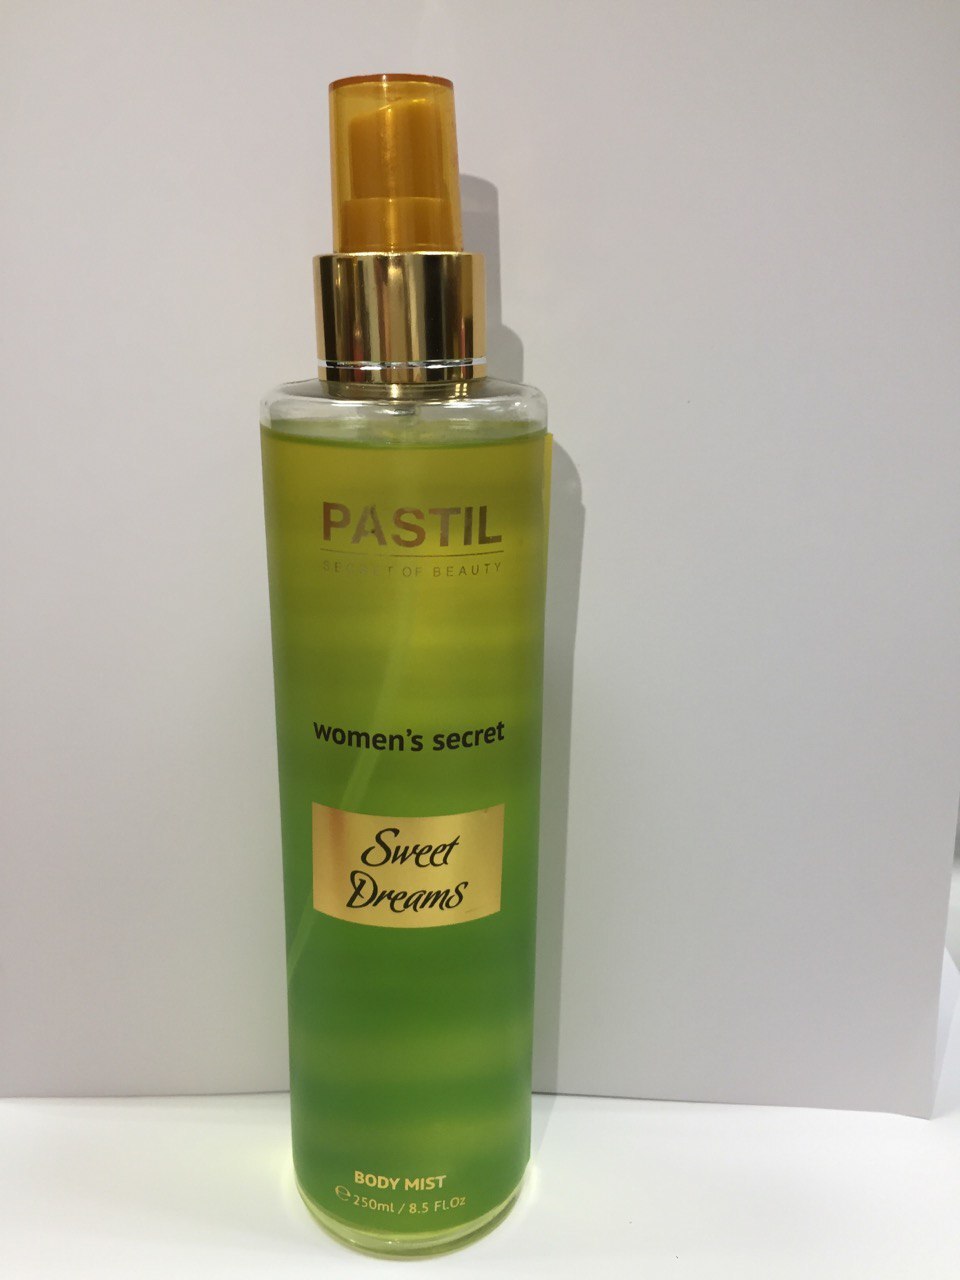 PASTIL
SECRET OF BEAUTY
women's secret
Sweet
Dreams
BODY MIST
℮ 250ml / 8.5 FLOz